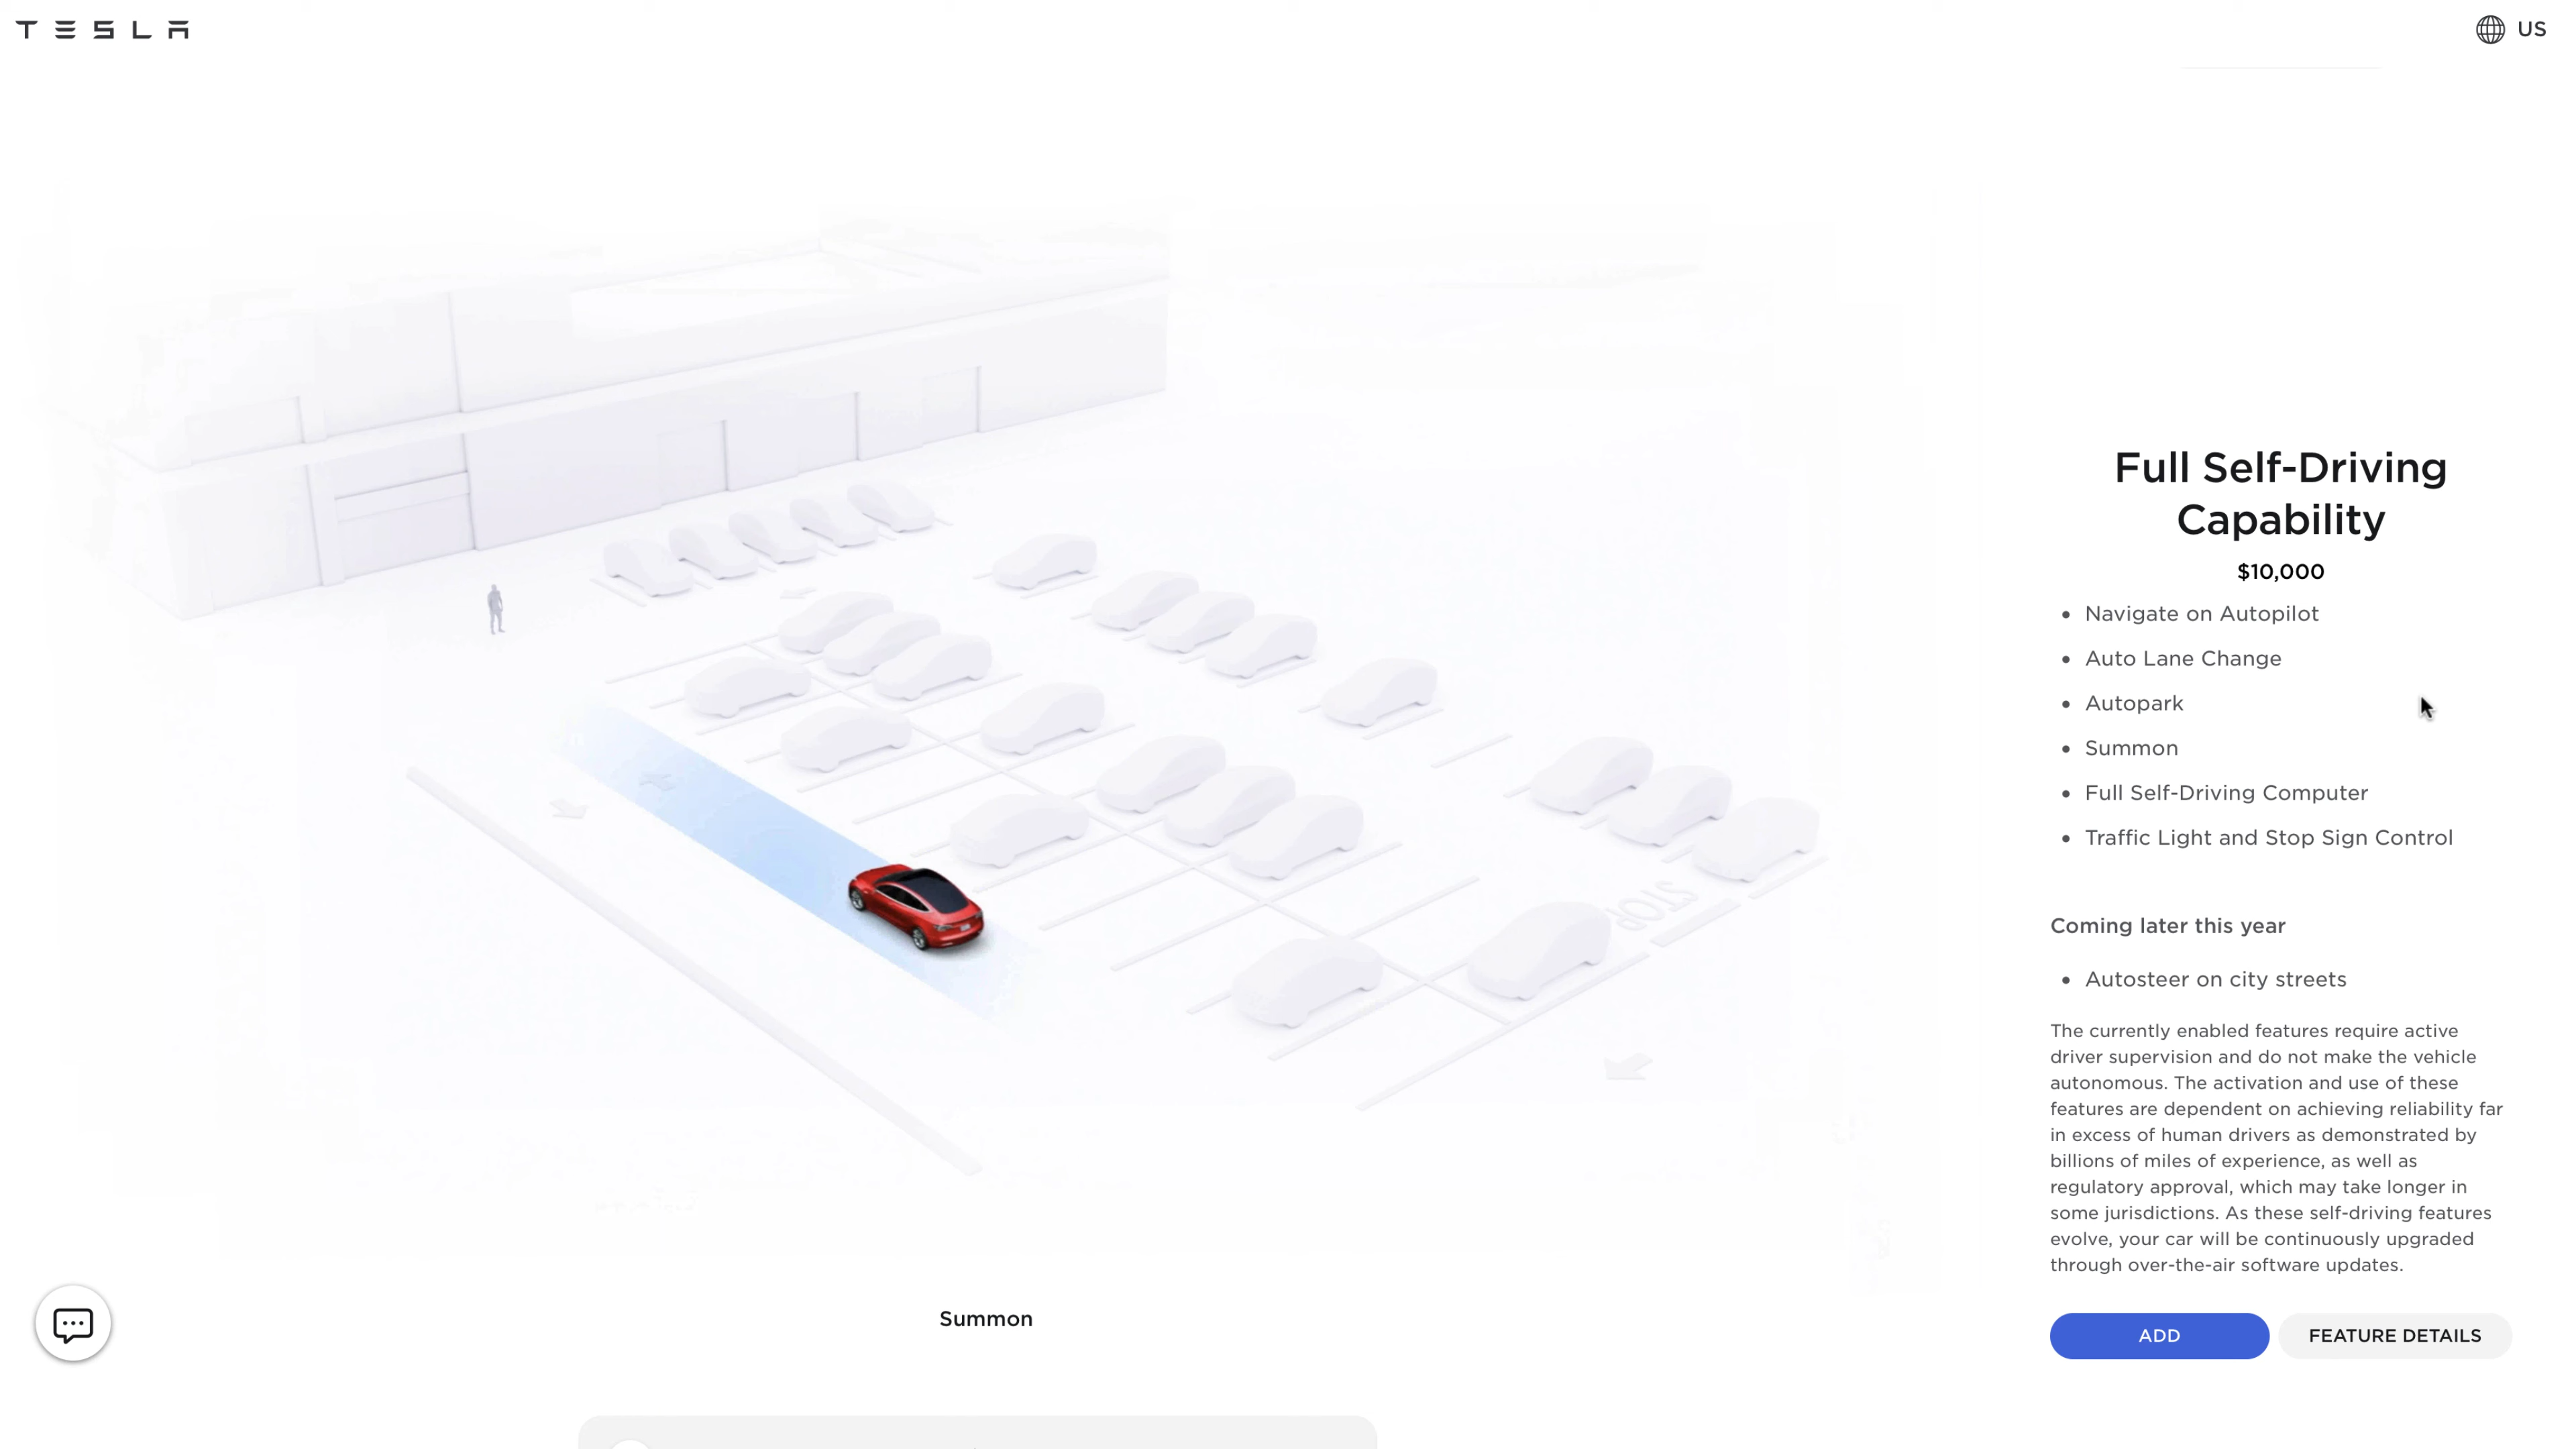 TESLA
US
Full Self-Driving
Capability
$10,000
Navigate on Autopilot
Auto Lane Change
Autopark
Summon
Full Self-Driving Computer
Traffic Light and Stop Sign Control
Coming later this year
Autosteer on city streets
The currently enabled features require active
driver supervision and do not make the vehicle
autonomous. The activation and use of these
features are dependent on achieving reliability far
in excess of human drivers as demonstrated by
billions of miles of experience, as well as
regulatory approval, which may take longer in
some jurisdictions. As these self-driving features
evolve, your car will be continuously upgraded
through over-the-air software updates.
ADD
FEATURE DETAILS
STOP
Summon